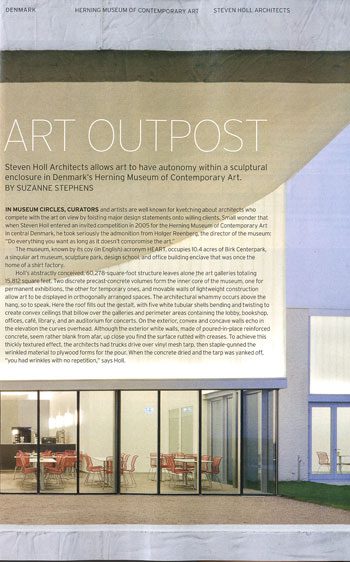 DENMARK HERNING MUSEUM OF CONTEMPORARY ART STEVEN HOLL ARCHITECTS
ART OUTPOST
Steven Holl Architects allows art to have autonomy within a sculptural
enclosure in Denmark's Herning Museum of Contemporary Art.
BY SUZANNE STEPHENS
IN MUSEUM CIRCLES, CURATORS and artists are well known for kvetching about architects who
compete with the art on view by foisting major design statements onto willing clients. Small wonder that
when Steven Holl entered an invited competition in 2005 for the Herning Museum of Contemporary Art
in central Denmark, he took seriously the admonition from Holger Reenberg, the director of the museum:
"Do everything you want as long as it doesn't compromise the art."
The museum, known by its coy (in English) acronym HEART, occupies 10.4 acres of Birk Centerpark,
a singular art museum, sculpture park, design school, and office building enclave that was once the
home of a shirt factory.
Holl's abstractly conceived, 60,278-square-foot structure leaves alone the art galleries totaling
15,812 square feet. Two discrete precast-concrete volumes form the inner core of the museum, one for
permanent exhibitions, the other for temporary ones, and movable walls of lightweight construction
allow art to be displayed in orthogonally arranged spaces. The architectural whammy occurs above the
hang, so to speak. Here the roof fills out the gestalt, with five white tubular shells bending and twisting to
create convex ceilings that billow over the galleries and perimeter areas containing the lobby, bookshop,
offices, café, library, and an auditorium for concerts. On the exterior, convex and concave walls echo in
the elevation the curves overhead. Although the exterior white walls, made of poured-in-place reinforced
concrete, seem rather blank from afar, up close you find the surface rutted with creases. To achieve this
thickly textured effect, the architects had trucks drive over vinyl mesh tarp, then staple-gunned the
wrinkled material to plywood forms for the pour. When the concrete dried and the tarp was yanked off,
"you had wrinkles with no repetition," says Holl.